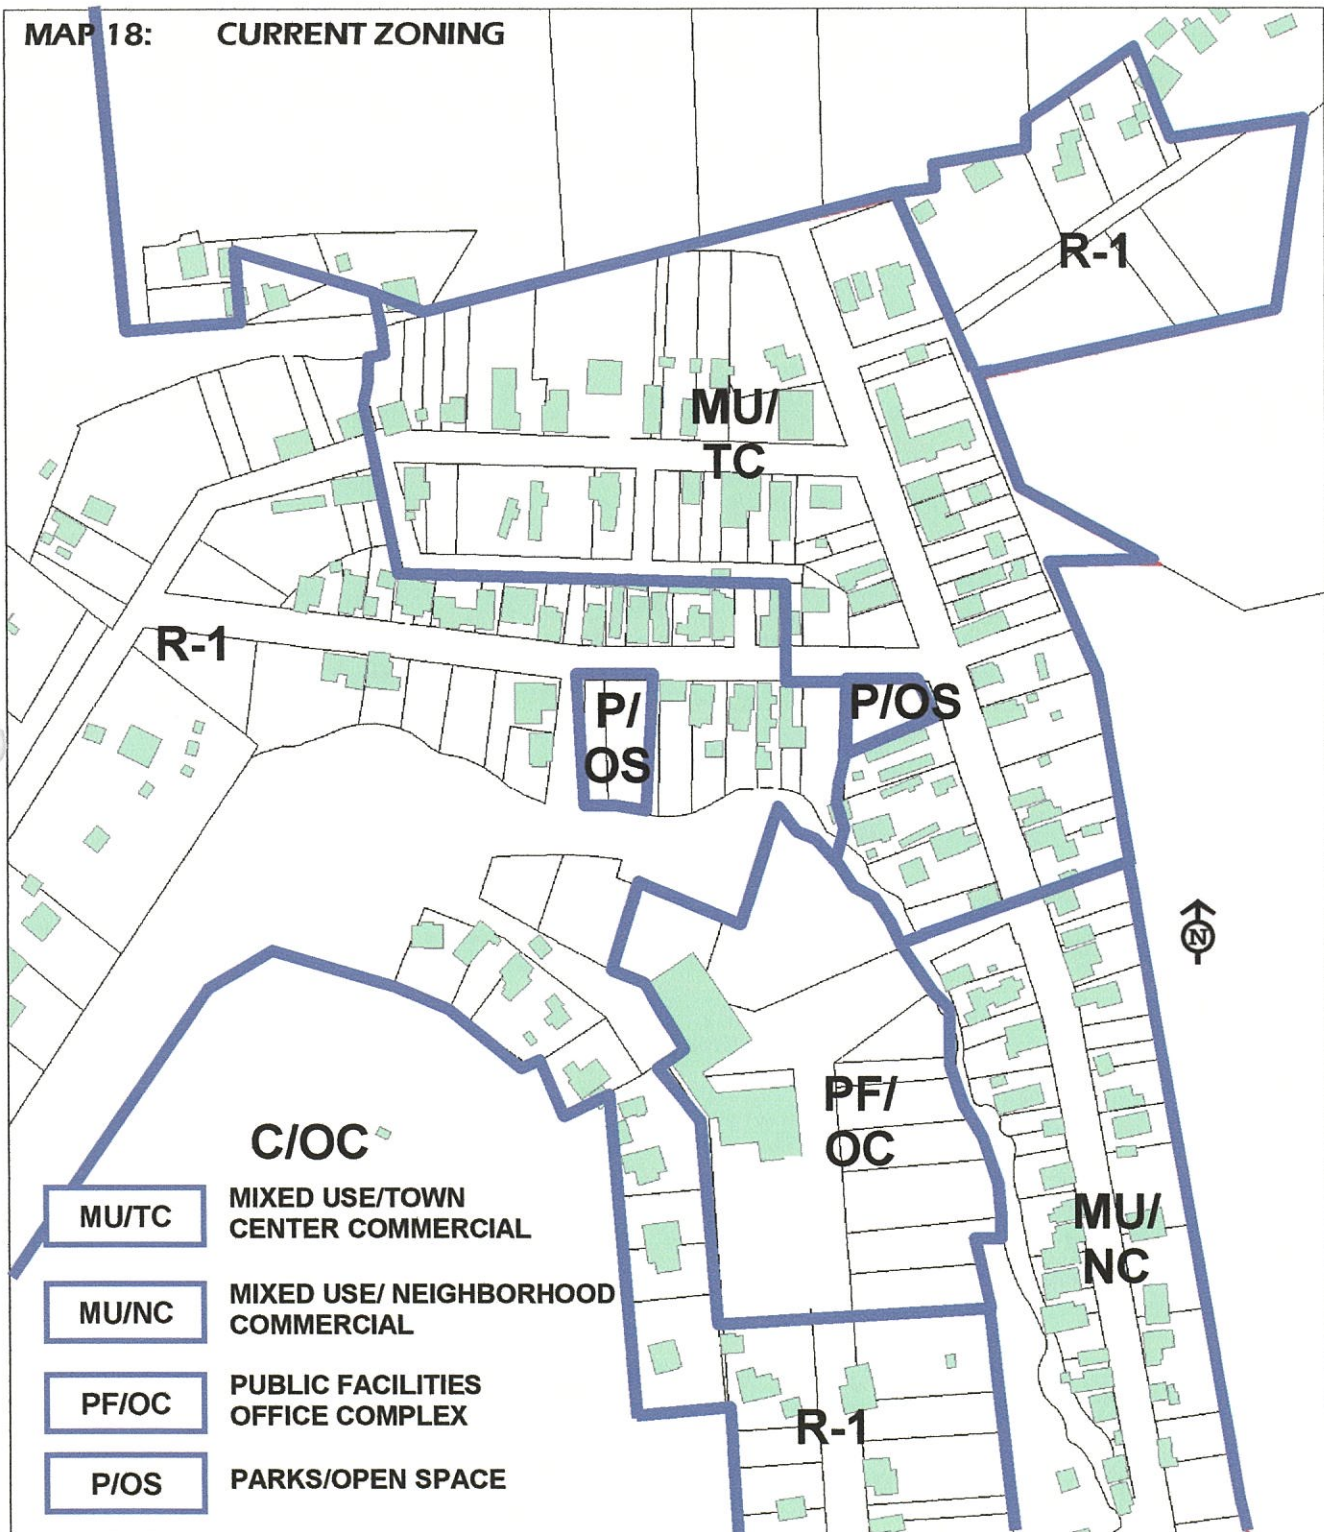 MAP 18: CURRENT ZONING
R-1
MU/
TC
R-1
P/
OS
P/OS
N
PF/
OC
C/OC
MU/
NC
R-1
MU/TC
MIXED USE/TOWN
CENTER COMMERCIAL
MU/NC
MIXED USE/ NEIGHBORHOOD
COMMERCIAL
PF/OC
PUBLIC FACILITIES
OFFICE COMPLEX
P/OS
PARKS/OPEN SPACE